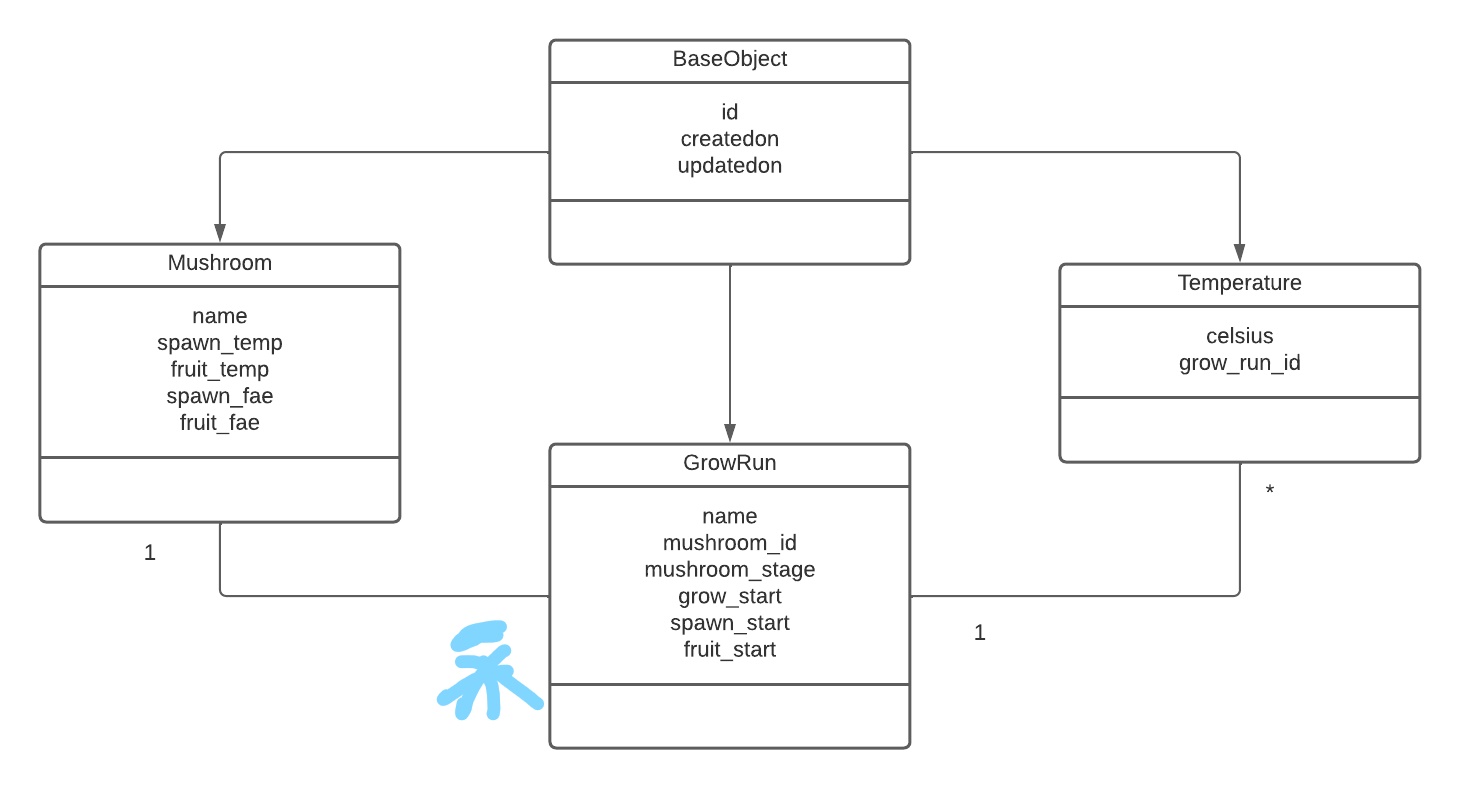 BaseObject
id
createdon
updatedon
Mushroom
name
spawn_temp
fruit_temp
spawn_fae
fruit_fae
1
Temperature
celsius
grow_run_id
*
GrowRun
name
mushroom_id
mushroom_stage
grow_start
spawn_start
fruit_start
1